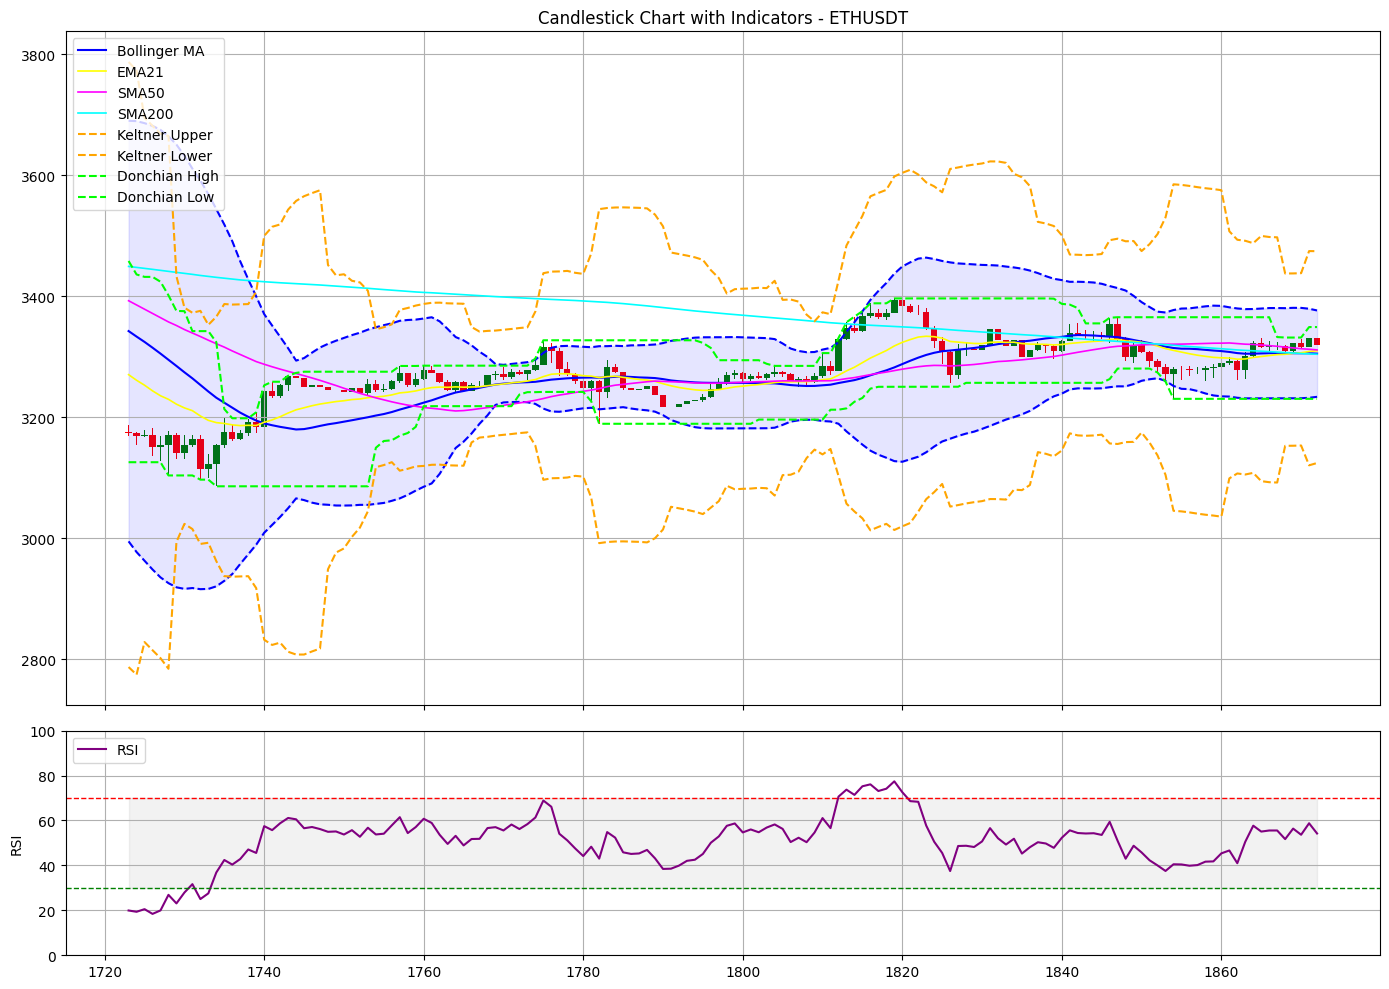 Candlestick Chart with Indicators - ETHUSDT
Bollinger MA
EMA21
SMA50
SMA200
Keltner Upper
Keltner Lower
Donchian High
Donchian Low
3800
3600
3400
3200
3000
2800
RSI
100
80
60
40
20
0
RSI
1720
1740
1760
1780
1800
1820
1840
1860